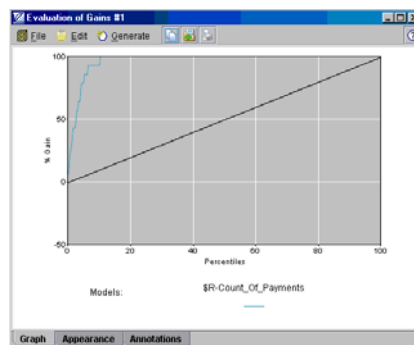 Evaluation of Gains #1
File Edit Generate
100
50
0
-50
% Gain
0 20 40 60 80 100
Percentiles
Models: $R-Count_Of_Payments
Graph Appearance Annotations